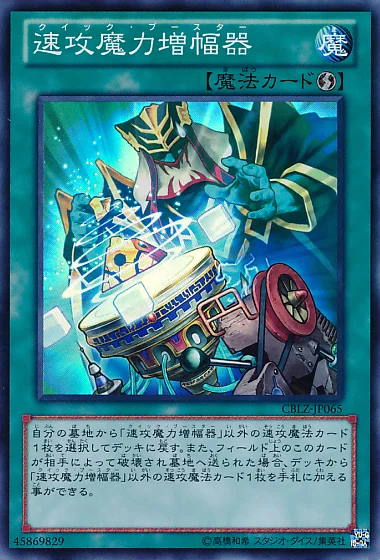 クイック・ブースター
速攻魔力増幅器
魔
【魔法カード】
CBLZ-JP065
自分の墓地から「速攻魔力増幅器」以外の速攻魔法カード
1枚を選択してデッキに戻す。また、フィールド上のこのカード
が相手によって破壊され墓地へ送られた場合、デッキから
「速攻魔力増幅器」以外の速攻魔法カード1枚を手札に加える
事ができる。
45869829
©高橋和希 スタジオ・ダイス/集英社